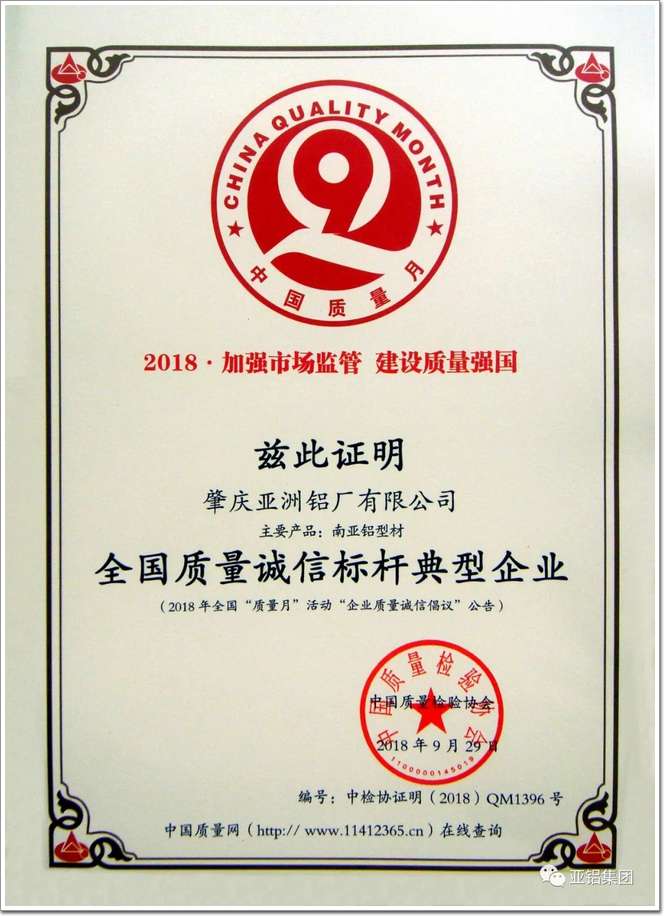 CHINA QUALITY MONTH
中国质量月
2018·加强市场监管 建设质量强国
兹此证明
肇庆亚洲铝厂有限公司
主要产品：南亚铝型材
全国质量诚信标杆典型企业
（2018年全国“质量月”活动“企业质量诚信倡议”公告）
中国质量检验协会
中国质量检验协会
2018年9月29日
1100000145019
编号：中检协证明（2018）QM1396号
中国质量网（http:// www.11412365.cn）在线查询
亚铝集团